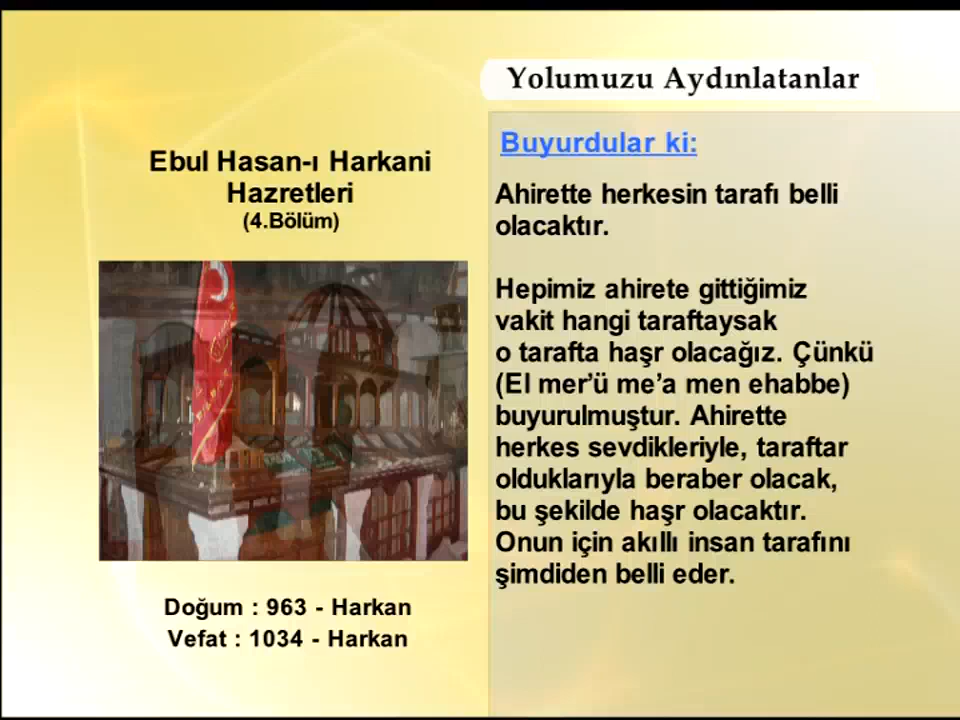 Yolumuzu Aydınlatanlar
Ebul Hasan-ı Harkani
Hazretleri
(4.Bölüm)
Doğum : 963 - Harkan
Vefat : 1034 - Harkan
Buyurdular ki:
Ahirette herkesin tarafı belli
olacaktır.
Hepimiz ahirete gittiğimiz
vakit hangi taraftaysak
o tarafta haşr olacağız. Çünkü
(El mer’ü me’a men ehabbe)
buyurulmuştur. Ahirette
herkes sevdikleriyle, taraftar
olduklarıyla beraber olacak,
bu şekilde haşr olacaktır.
Onun için akıllı insan tarafını
şimdiden belli eder.